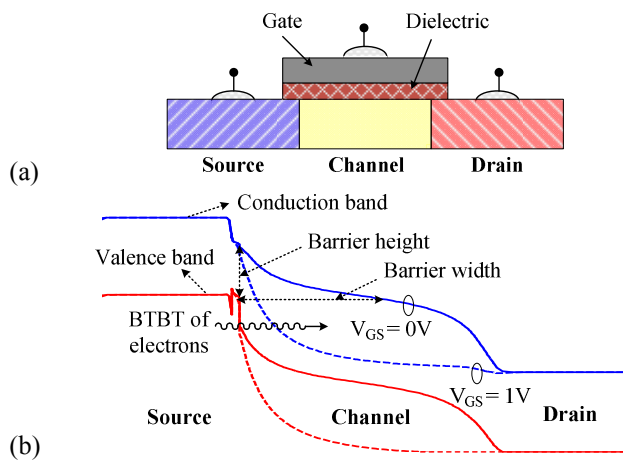 Gate
Dielectric
Source
Channel
Drain
(a)
Conduction band
Valence band
Barrier height
Barrier width
BTBT of
electrons
V_GS = 0V
V_GS = 1V
Source
Channel
Drain
(b)